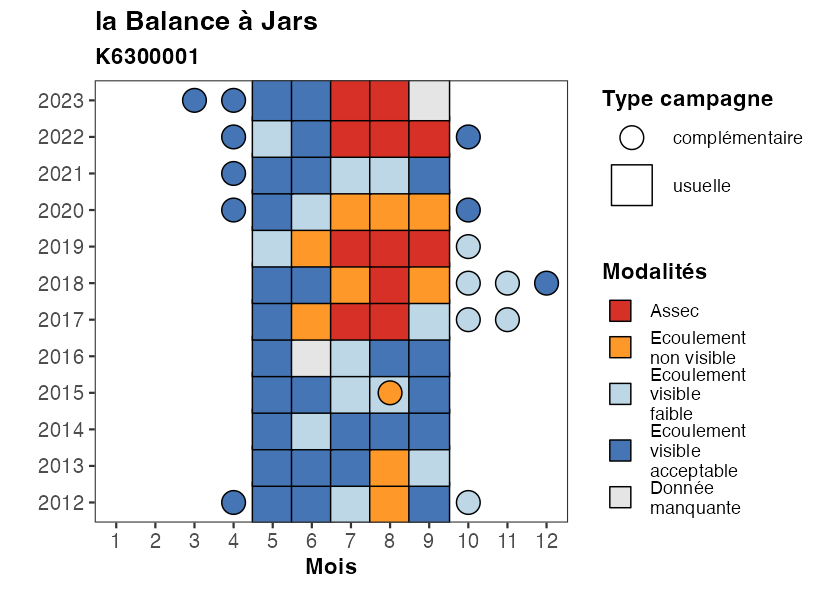 la Balance à Jars
K6300001
2023
2022
2021
2020
2019
2018
2017
2016
2015
2014
2013
2012
1 2 3 4 5 6 7 8 9 10 11 12
Mois
Type campagne
complémentaire
usuelle
Modalités
Assec
Ecoulement
non visible
Ecoulement
visible
faible
Ecoulement
visible
acceptable
Donnée
manquante